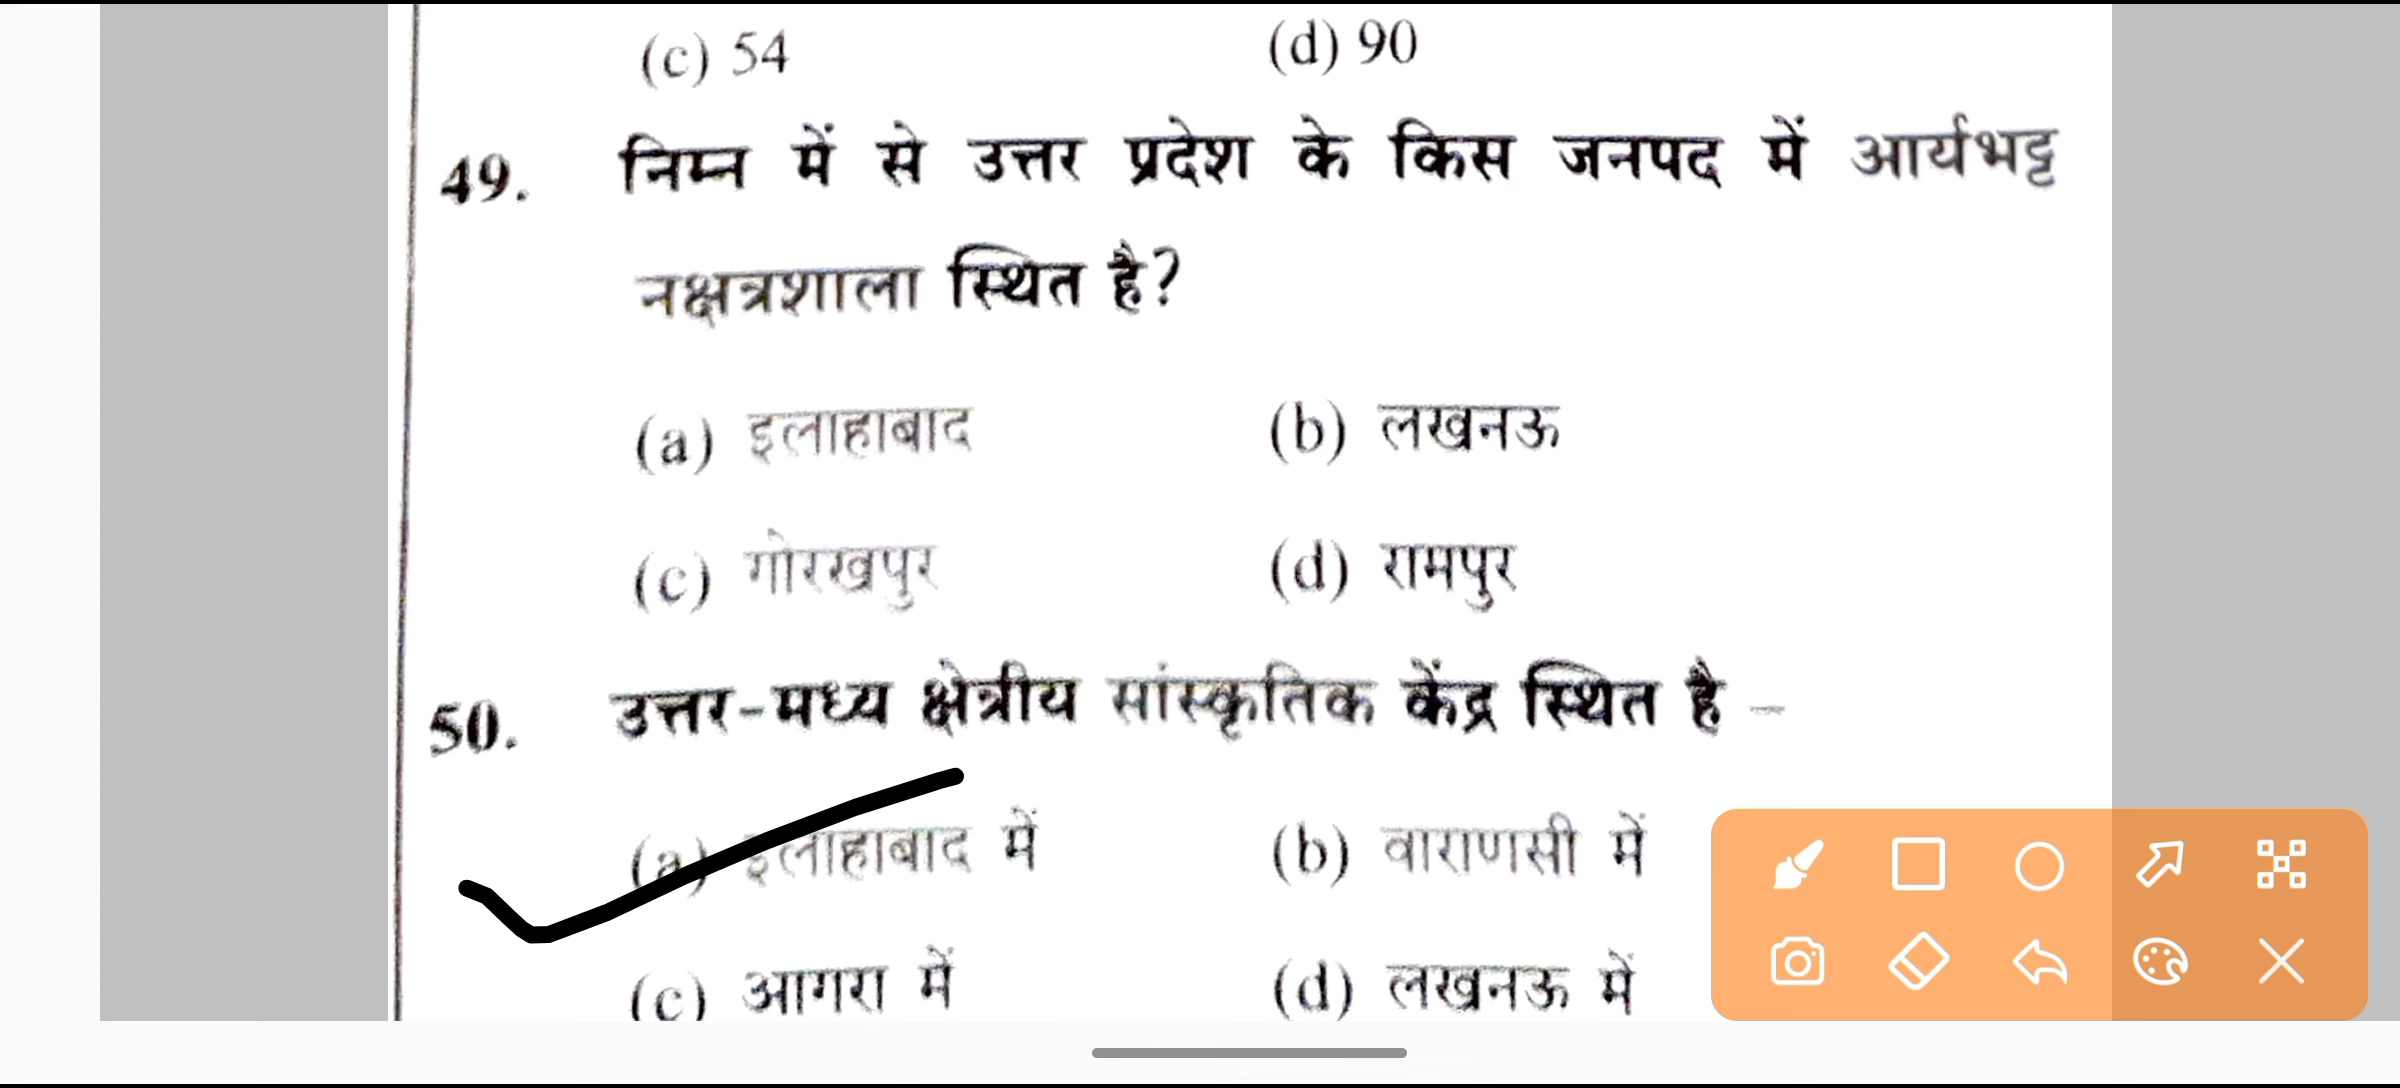 (c) 54 (d) 90
49. निम्न में से उत्तर प्रदेश के किस जनपद में आर्यभट्ट
नक्षत्रशाला स्थित है?
(a) इलाहाबाद (b) लखनऊ
(c) गोरखपुर (d) रामपुर
50. उत्तर-मध्य क्षेत्रीय सांस्कृतिक केंद्र स्थित है –
(a) इलाहाबाद में (b) वाराणसी में
(c) आगरा में (d) लखनऊ में